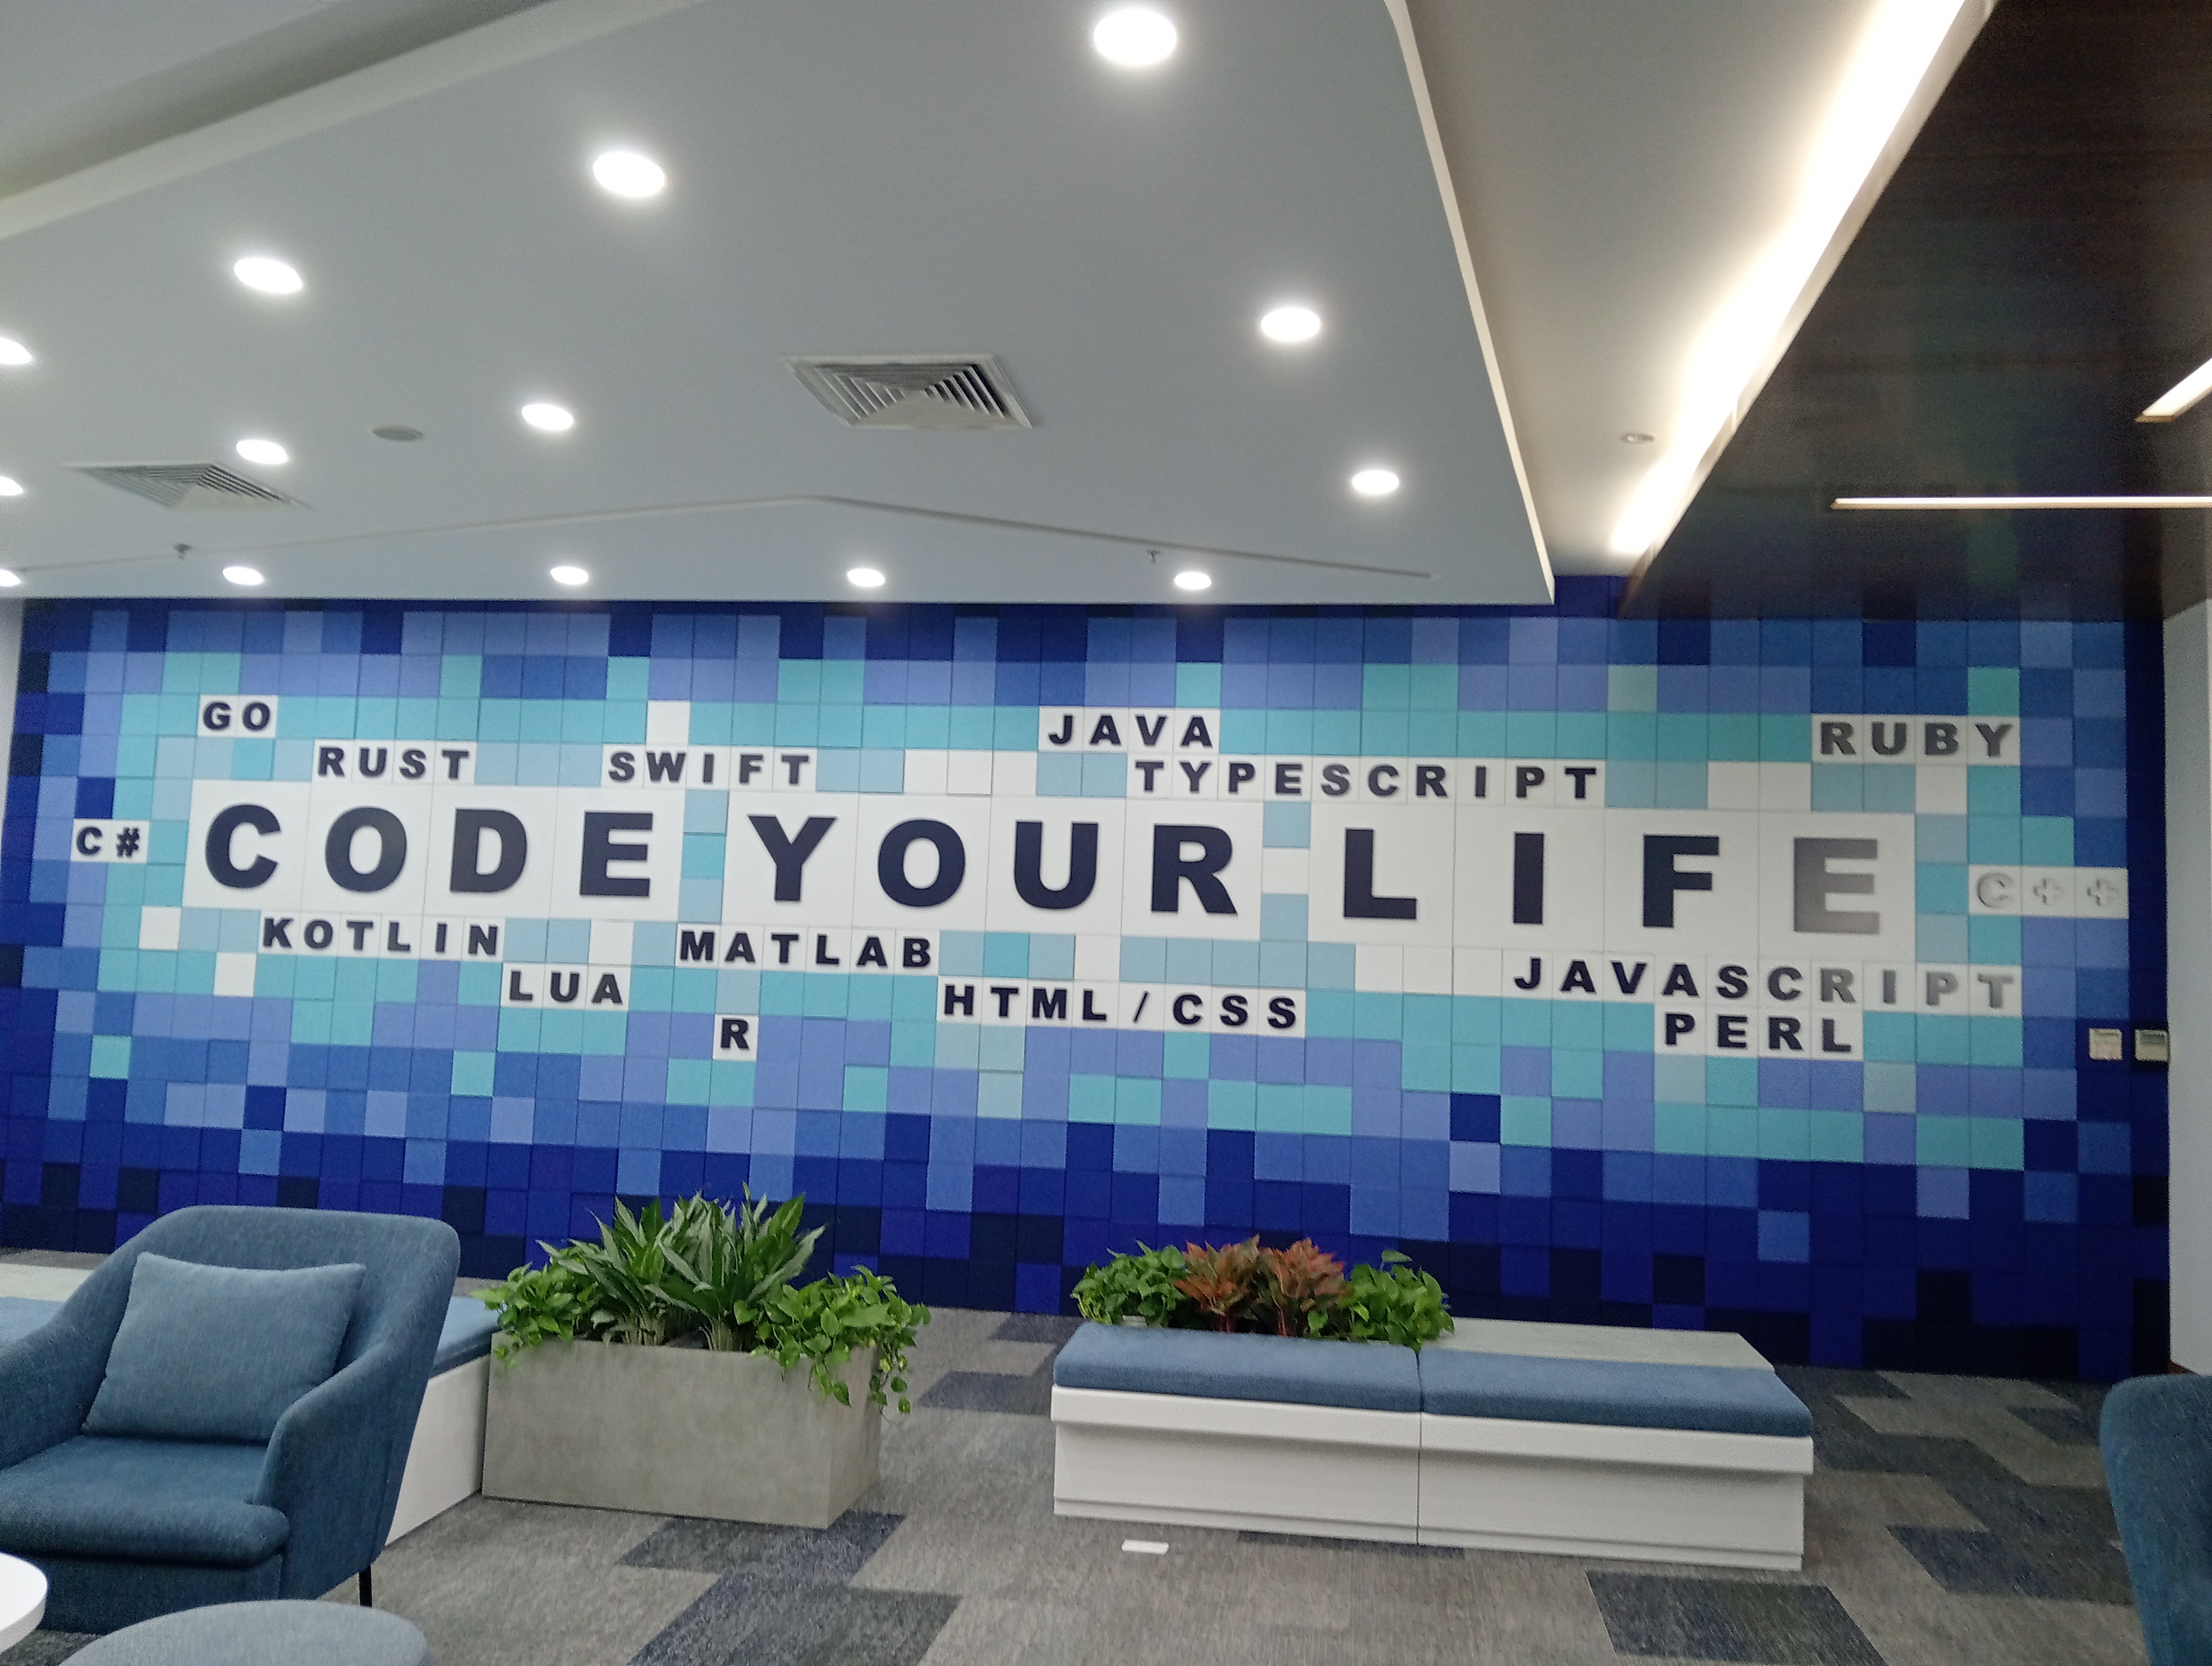 GO
JAVA
RUBY
RUST
SWIFT
TYPESCRIPT
C#
CODE YOUR LIFE
C++
KOTLIN
MATLAB
LUA
HTML/CSS
JAVASCRIPT
R
PERL